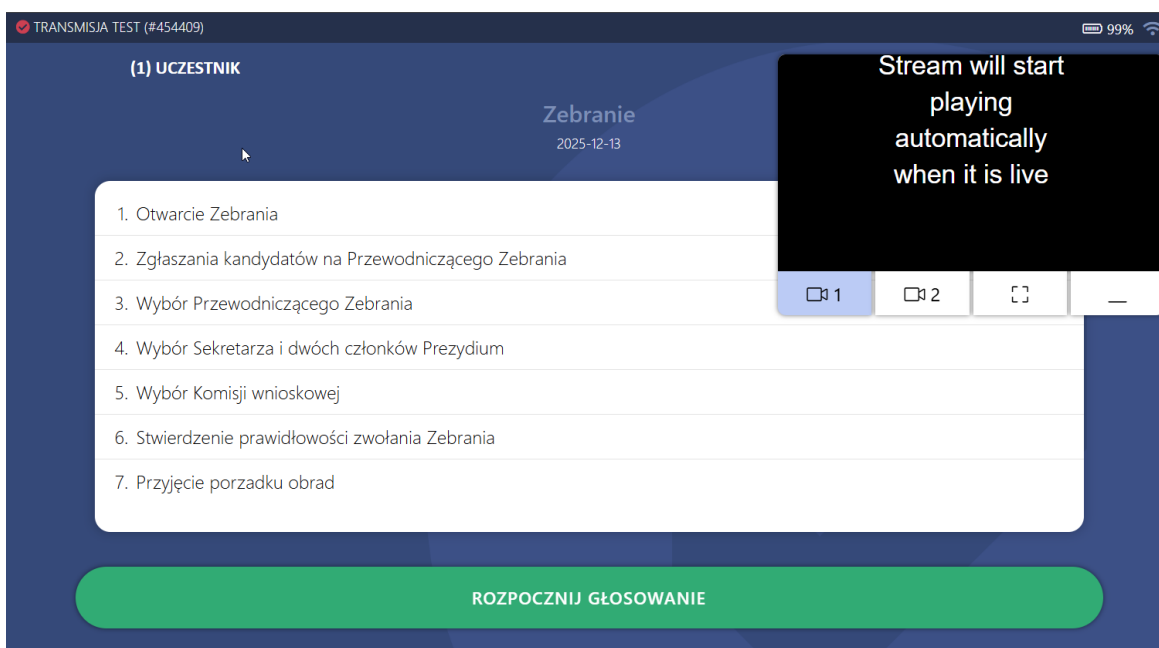 TRANSMISJA TEST (#454409)
99%
(1) UCZESTNIK
Zebranie
2025-12-13
Stream will start
playing
automatically
when it is live
1
2
1. Otwarcie Zebrania
2. Zgłaszania kandydatów na Przewodniczącego Zebrania
3. Wybór Przewodniczącego Zebrania
4. Wybór Sekretarza i dwóch członków Prezydium
5. Wybór Komisji wnioskowej
6. Stwierdzenie prawidłowości zwołania Zebrania
7. Przyjęcie porzadku obrad
ROZPOCZNIJ GŁOSOWANIE